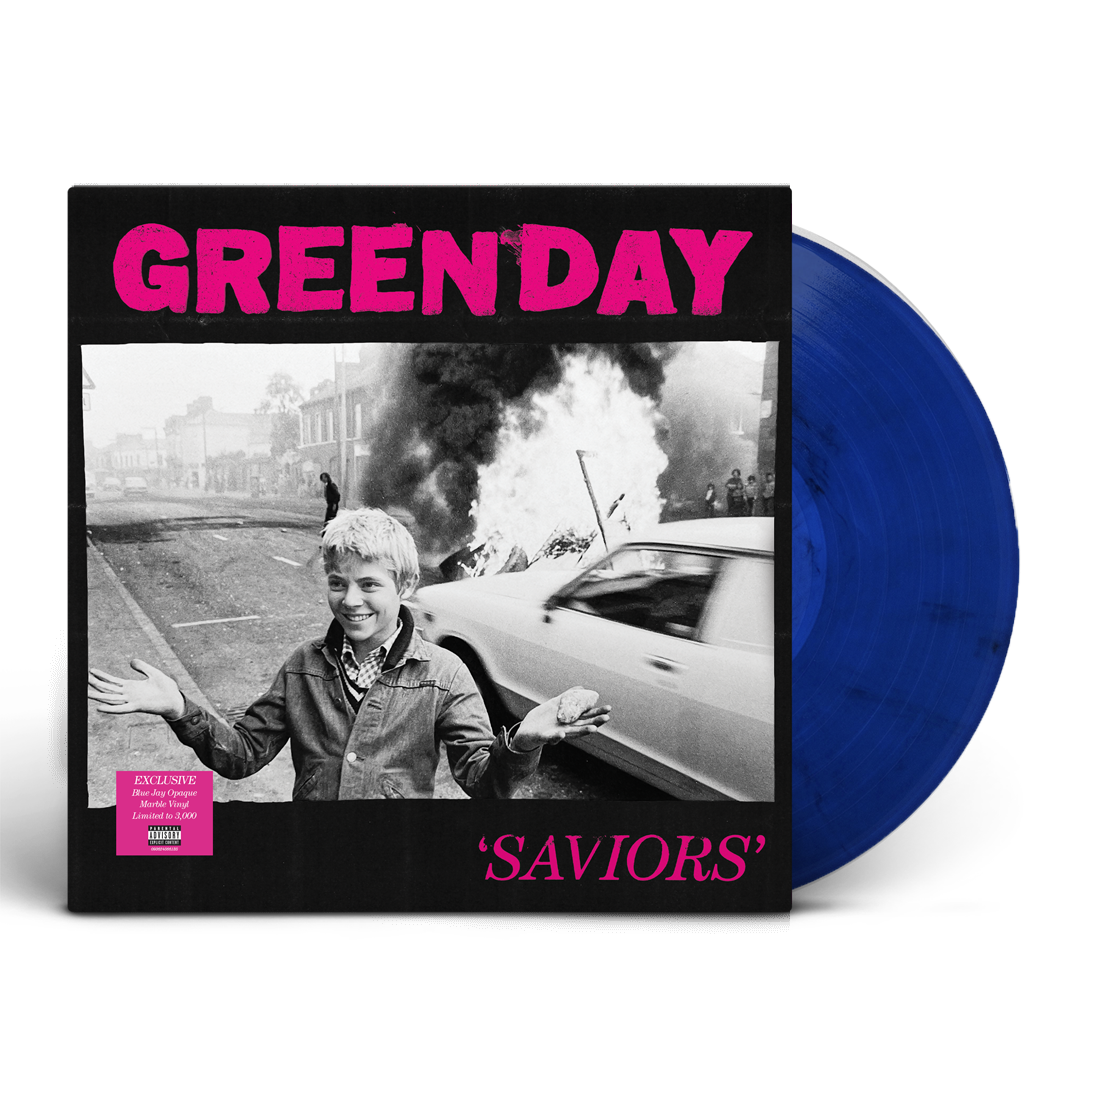 GREEN DAY
EXCLUSIVE
Blue Jay Opaque
Marble Vinyl
Limited to 3,000
PARENTAL
ADVISORY
EXPLICIT CONTENT
'SAVIORS'